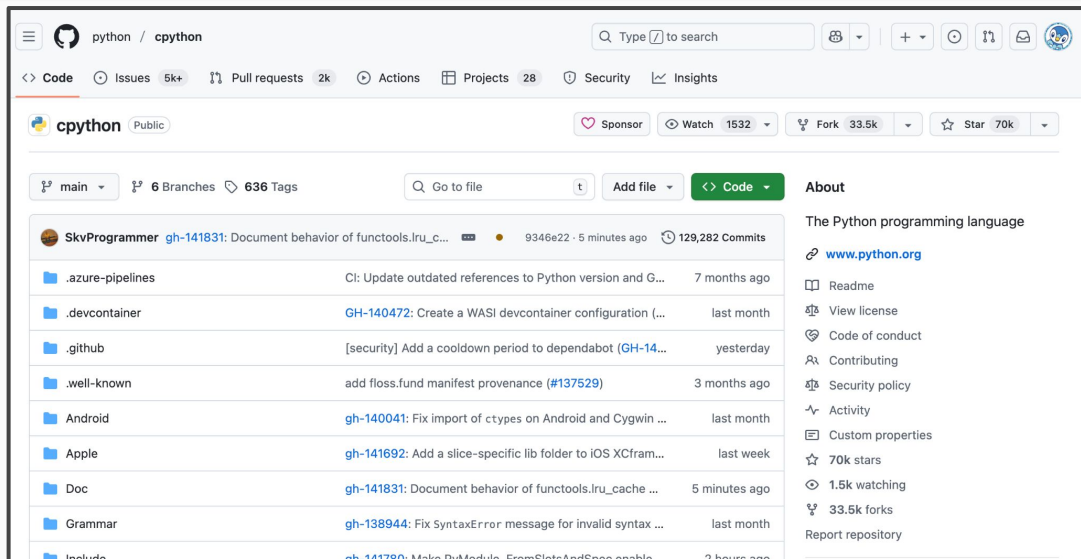 python / cpython
Type / to search
Code Issues 5k+ Pull requests 2k Actions Projects 28 Security Insights
cpython Public Sponsor Watch 1532 Fork 33.5k Star 70k
main 6 Branches 636 Tags Go to file t Add file Code
SkvProgrammer gh-141831: Document behavior of functools.lru_c... 9346e22 · 5 minutes ago 129,282 Commits
.azure-pipelines CI: Update outdated references to Python version and G... 7 months ago
.devcontainer GH-140472: Create a WASI devcontainer configuration (... last month
.github [security] Add a cooldown period to dependabot (GH-14... yesterday
.well-known add floss.fund manifest provenance (#137529) 3 months ago
Android gh-140041: Fix import of ctypes on Android and Cygwin ... last month
Apple gh-141692: Add a slice-specific lib folder to iOS XCfram... last week
Doc gh-141831: Document behavior of functools.lru_cache ... 5 minutes ago
Grammar gh-138944: Fix SyntaxError message for invalid syntax ... last month
Include gh-141780: Make PyModule_FromSlotsAndSpec enable... 2 hours ago
About
The Python programming language
www.python.org
Readme
View license
Code of conduct
Contributing
Security policy
Activity
Custom properties
70k stars
1.5k watching
33.5k forks
Report repository